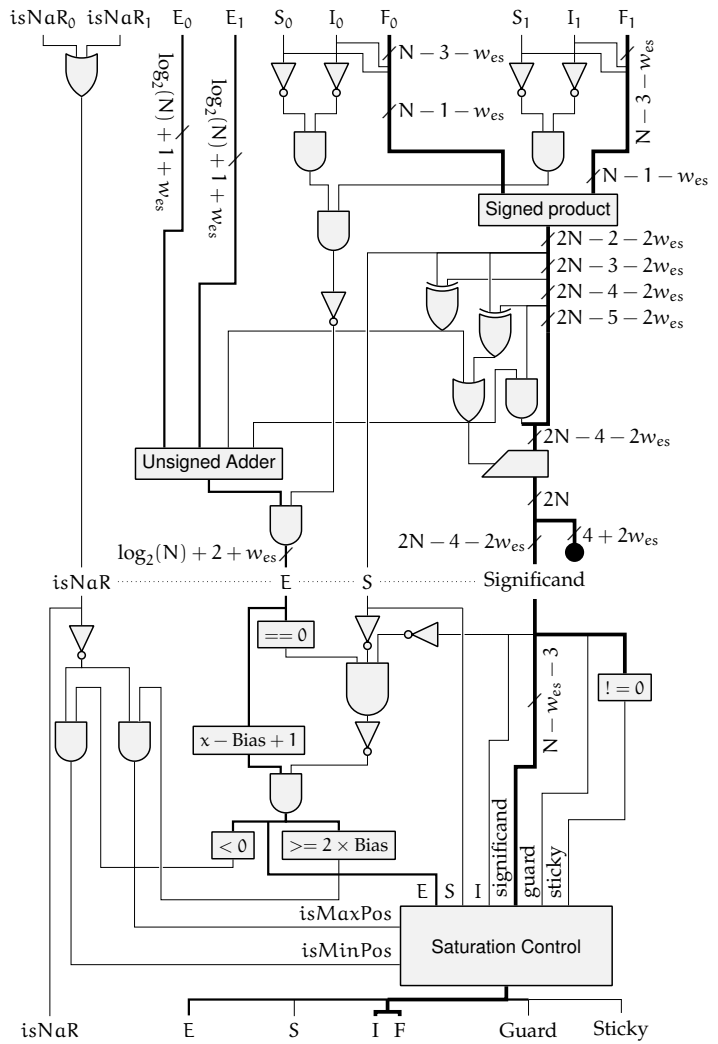 isNaR₀ isNaR₁ E₀ E₁ S₀ I₀ F₀ S₁ I₁ F₁
N − 3 − wₑₛ
N − 3 − wₑₛ
log₂(N) + 1 + wₑₛ
log₂(N) + 1 + wₑₛ
N − 1 − wₑₛ
N − 1 − wₑₛ
Signed product
2N − 2 − 2wₑₛ
2N − 3 − 2wₑₛ
2N − 4 − 2wₑₛ
2N − 5 − 2wₑₛ
2N − 4 − 2wₑₛ
Unsigned Adder
2N
2N − 4 − 2wₑₛ
4 + 2wₑₛ
log₂(N) + 2 + wₑₛ
isNaR E S Significand
== 0
! = 0
N − wₑₛ − 3
x − Bias + 1
< 0
>= 2 × Bias
E S I significand guard sticky
isMaxPos
isMinPos
Saturation Control
isNaR E S I F Guard Sticky